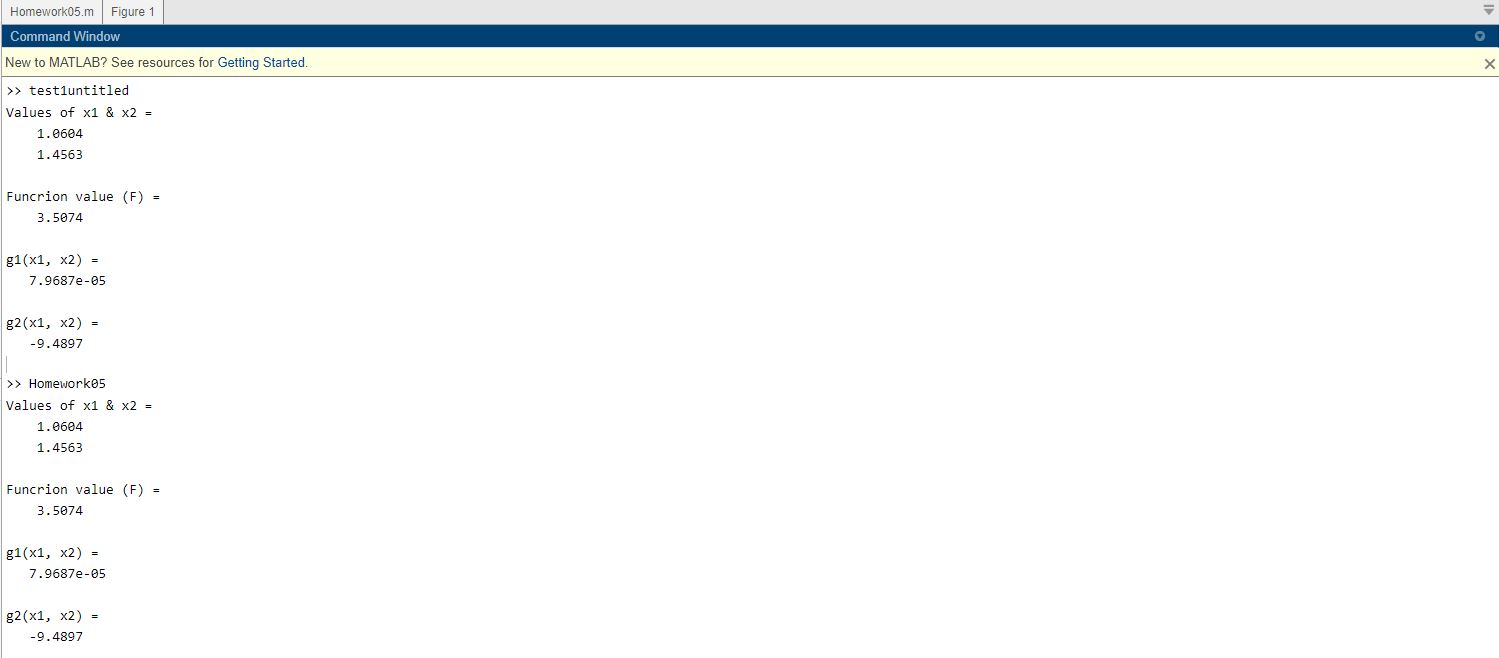 Homework05.m Figure 1
Command Window
New to MATLAB? See resources for Getting Started.
>> test1untitled
Values of x1 & x2 =
1.0604
1.4563
Funcrion value (F) =
3.5074
g1(x1, x2) =
7.9687e-05
g2(x1, x2) =
-9.4897
>> Homework05
Values of x1 & x2 =
1.0604
1.4563
Funcrion value (F) =
3.5074
g1(x1, x2) =
7.9687e-05
g2(x1, x2) =
-9.4897